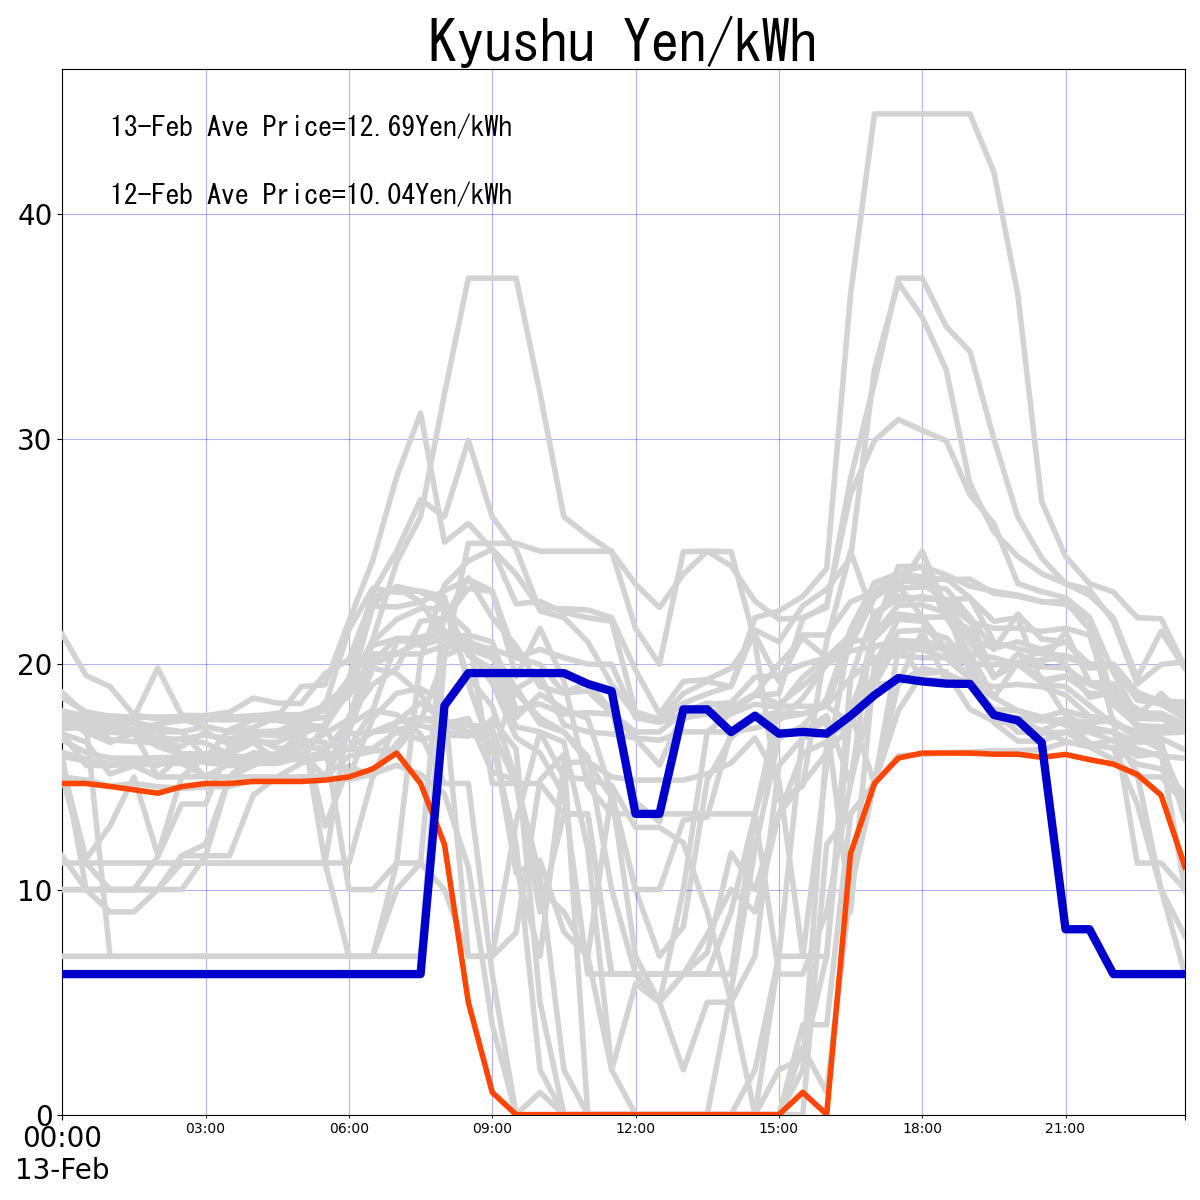 Kyushu Yen/kWh
13-Feb Ave Price=12.69Yen/kWh
12-Feb Ave Price=10.04Yen/kWh
40
30
20
10
0
00:00 03:00 06:00 09:00 12:00 15:00 18:00 21:00
13-Feb